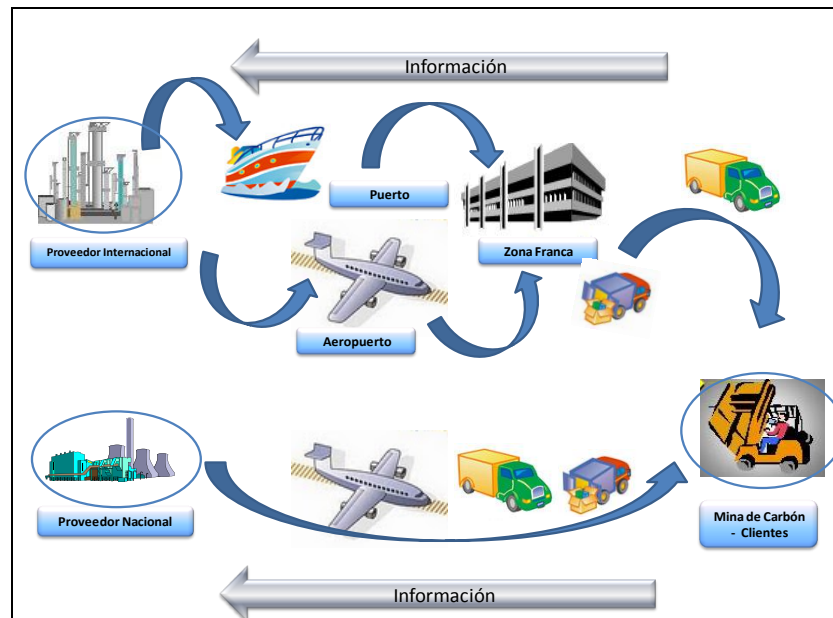 Información
Puerto
Proveedor Internacional
Zona Franca
Aeropuerto
Proveedor Nacional
Mina de Carbón
- Clientes
Información